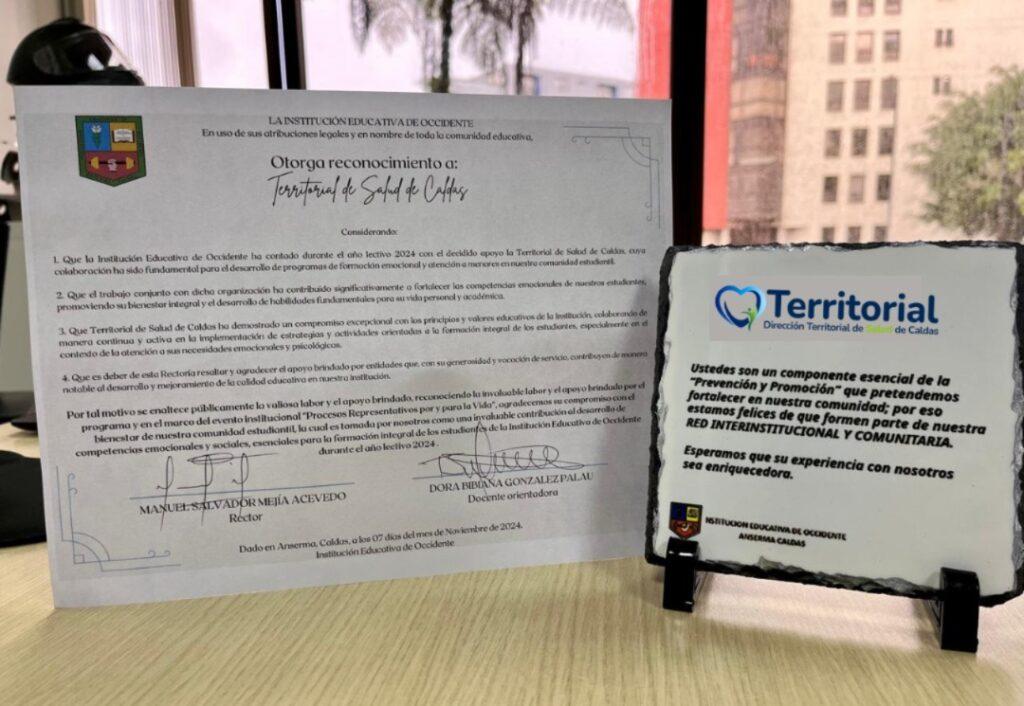 LA INSTITUCIÓN EDUCATIVA DE OCCIDENTE
En uso de sus atribuciones legales y en nombre de toda la comunidad educativa,
Otorga reconocimiento a:
Territorial de Salud de Caldas
Considerando:
1. Que la Institución Educativa de Occidente ha contado durante el año lectivo 2024 con el decidido apoyo la Territorial de Salud de Caldas, cuya
colaboración ha sido fundamental para el desarrollo de programas de formación emocional y atención a menores en nuestra comunidad estudiantil.
2. Que el trabajo conjunto con dicha organización ha contribuido significativamente a fortalecer las competencias emocionales de nuestros estudiantes,
promoviendo su bienestar integral y el desarrollo de habilidades fundamentales para su vida personal y académica.
3. Que Territorial de Salud de Caldas ha demostrado un compromiso excepcional con los principios y valores educativos de la institución, colaborando de
manera continua y activa en la implementación de estrategias y actividades orientadas a la formación integral de los estudiantes, especialmente en el
contexto de la atención a sus necesidades emocionales y psicológicas.
4. Que es deber de esta Rectoría resaltar y agradecer el apoyo brindado por entidades que, con su generosidad y vocación de servicio, contribuyen de manera
notable al desarrollo y mejoramiento de la calidad educativa en nuestra institución.
Por tal motivo se enaltece públicamente la valiosa labor y el apoyo brindado, reconociendo la invaluable labor y el apoyo brindado por el
programa y en el marco del evento institucional "Procesos Representativos por y para la Vida", agradecemos su compromiso con el
bienestar de nuestra comunidad estudiantil, la cual es tomada por nosotros como una invaluable contribución al desarrollo de
competencias emocionales y sociales, esenciales para la formación integral de los estudiantes de la Institución Educativa de Occidente
durante el año lectivo 2024 .
MANUEL SALVADOR MEJÍA ACEVEDO
Rector
DORA BIBIANA GONZALEZ PALAU
Docente orientadora
Dado en Anserma, Caldas, a los 07 días del mes de Noviembre de 2024.
Institución Educativa de Occidente
Territorial
Dirección Territorial de Salud de Caldas
Ustedes son un componente esencial de la
"Prevención y Promoción" que pretendemos
fortalecer en nuestra comunidad; por eso
estamos felices de que formen parte de nuestra
RED INTERINSTITUCIONAL Y COMUNITARIA.
Esperamos que su experiencia con nosotros
sea enriquecedora.
NSTITUCION EDUCATIVA DE OCCIDENTE
ANSERMA CALDAS